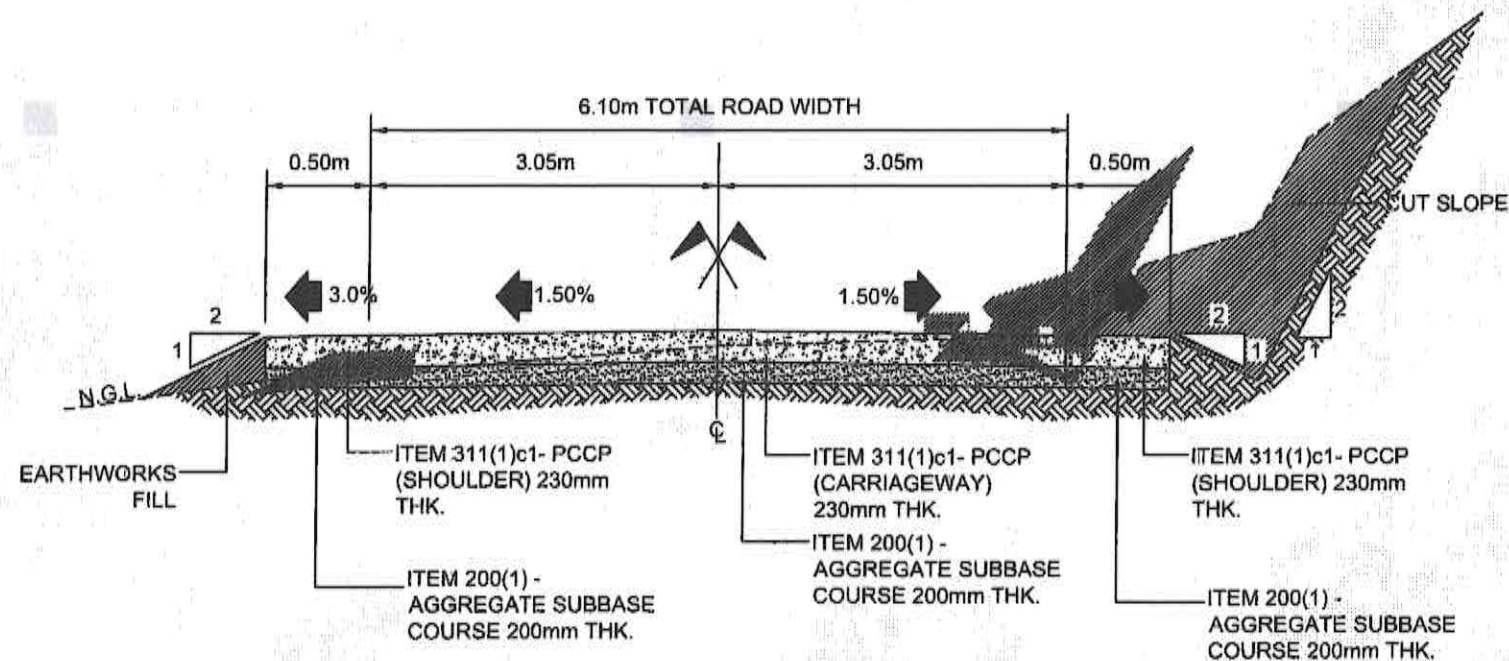 6.10m TOTAL ROAD WIDTH
0.50m
3.05m
3.05m
0.50m
CUT SLOPE
3.0%
1.50%
1.50%
2
1
2
1
2
1
N.G.L
℄
EARTHWORKS
FILL
ITEM 311(1)c1- PCCP
(SHOULDER) 230mm
THK.
ITEM 311(1)c1- PCCP
(CARRIAGEWAY)
230mm THK.
ITEM 311(1)c1- PCCP
(SHOULDER) 230mm
THK.
ITEM 200(1) -
AGGREGATE SUBBASE
COURSE 200mm THK.
ITEM 200(1) -
AGGREGATE SUBBASE
COURSE 200mm THK.
ITEM 200(1) -
AGGREGATE SUBBASE
COURSE 200mm THK.